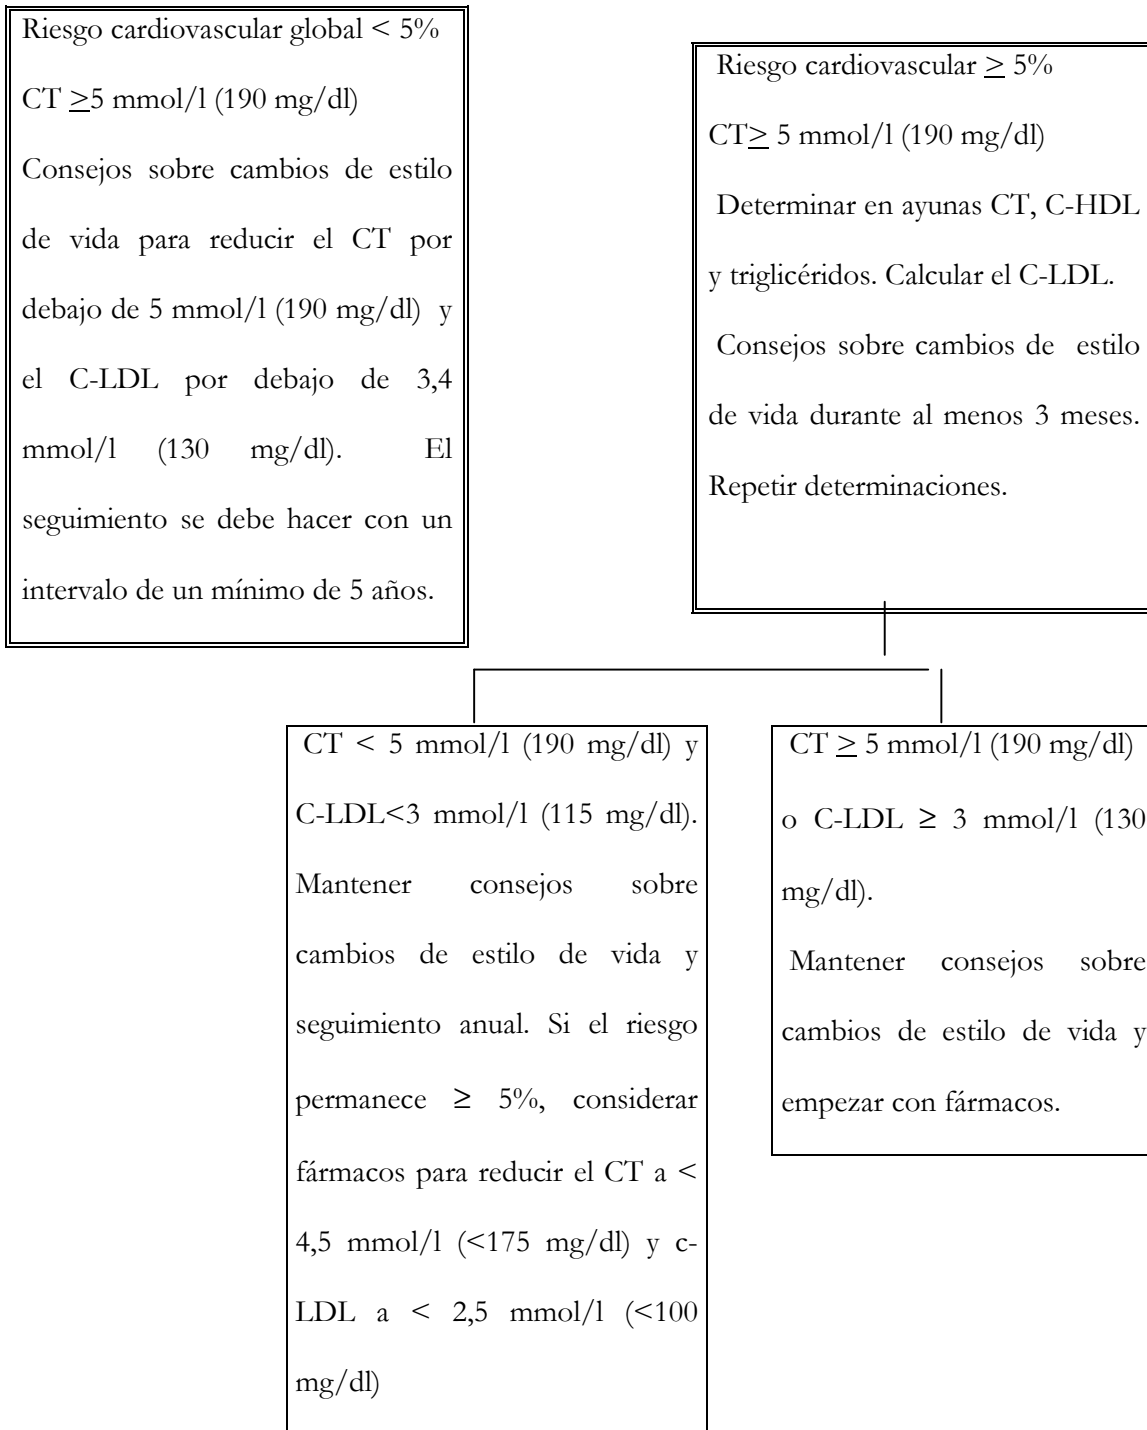 Riesgo cardiovascular global < 5%
CT ≥5 mmol/l (190 mg/dl)
Consejos sobre cambios de estilo
de vida para reducir el CT por
debajo de 5 mmol/l (190 mg/dl) y
el C-LDL por debajo de 3,4
mmol/l (130 mg/dl). El
seguimiento se debe hacer con un
intervalo de un mínimo de 5 años.
Riesgo cardiovascular ≥ 5%
CT≥ 5 mmol/l (190 mg/dl)
Determinar en ayunas CT, C-HDL
y triglicéridos. Calcular el C-LDL.
Consejos sobre cambios de estilo
de vida durante al menos 3 meses.
Repetir determinaciones.
CT < 5 mmol/l (190 mg/dl) y
C-LDL<3 mmol/l (115 mg/dl).
Mantener consejos sobre
cambios de estilo de vida y
seguimiento anual. Si el riesgo
permanece ≥ 5%, considerar
fármacos para reducir el CT a <
4,5 mmol/l (<175 mg/dl) y c-
LDL a < 2,5 mmol/l (<100
mg/dl)
CT ≥ 5 mmol/l (190 mg/dl)
o C-LDL ≥ 3 mmol/l (130
mg/dl).
Mantener consejos sobre
cambios de estilo de vida y
empezar con fármacos.